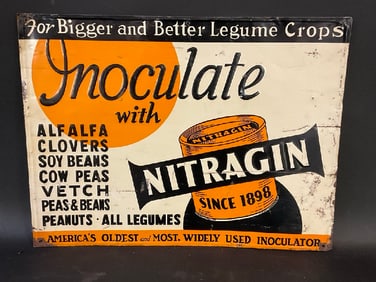 For Bigger and Better Legume Crops
Inoculate
with
ALFALFA
CLOVERS
SOY BEANS
COW PEAS
VETCH
PEAS & BEANS
PEANUTS · ALL LEGUMES
NITRAGIN
NITRAGIN
SINCE 1898
AMERICA'S OLDEST and MOST WIDELY USED INOCULATOR